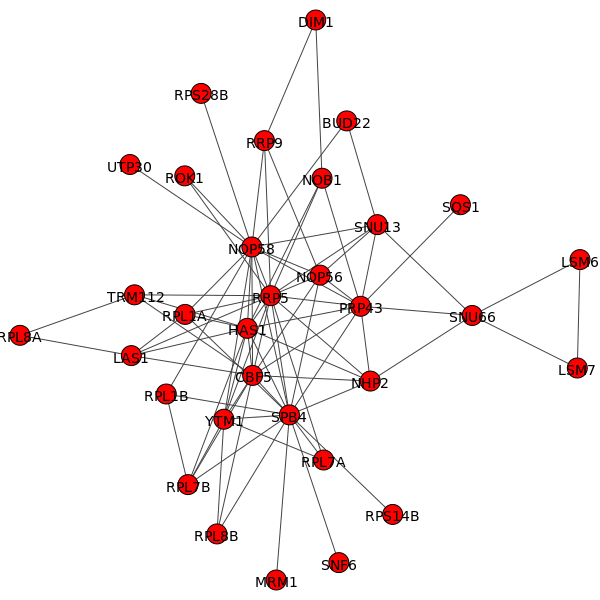 DIM1
RPS28B
BUD22
RRP9
UTP30
ROK1
NOB1
SQS1
SNU13
NOP58
LSM6
NOP56
TRM112
RRP5
PRP43
RPL1A
SNU66
HAS1
RPL8A
LAS1
LSM7
CBF5
NHP2
RPL1B
YTM1
SPB4
RPL7A
RPL7B
RPS14B
RPL8B
SNF6
MRM1